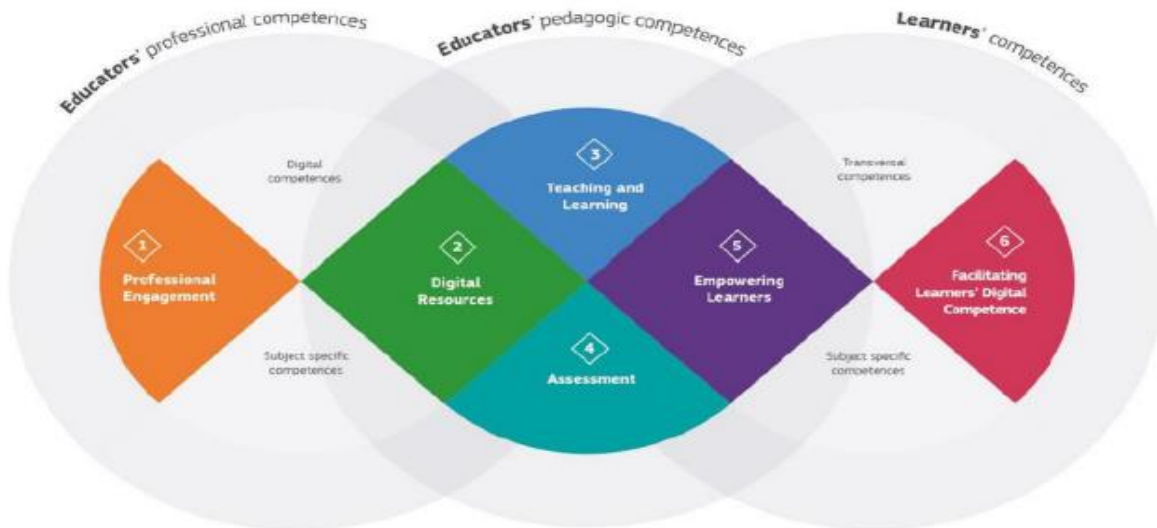 Educators' professional competences
Educators' pedagogic competences
Learners' competences
Digital
competences
3
Teaching and
Learning
Transversal
competences
1
Professional
Engagement
2
Digital
Resources
5
Empowering
Learners
6
Facilitating
Learners' Digital
Competence
Subject specific
competences
4
Assessment
Subject specific
competences